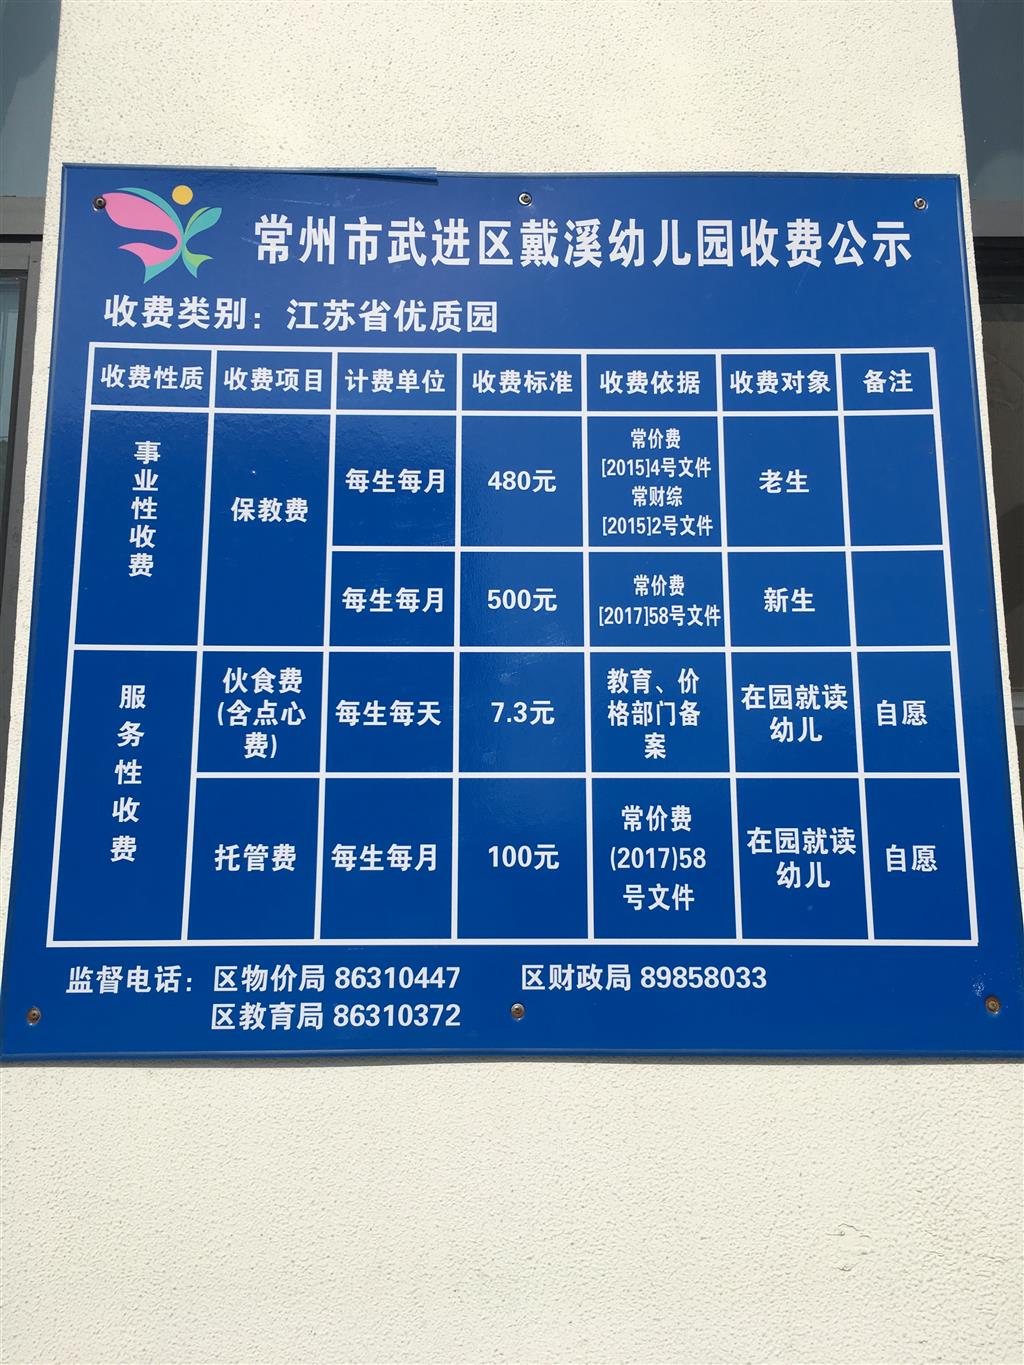 常州市武进区戴溪幼儿园收费公示
收费类别：江苏省优质园
收费性质 收费项目 计费单位 收费标准 收费依据 收费对象 备注
事业性收费
保教费
每生每月 480元
常价费
[2015]4号文件
常财综
[2015]2号文件
老生
每生每月 500元
常价费
[2017]58号文件
新生
服务性收费
伙食费
(含点心
费)
每生每天 7.3元
教育、价
格部门备
案
在园就读
幼儿
自愿
托管费 每生每月 100元
常价费
(2017)58
号文件
在园就读
幼儿
自愿
监督电话：区物价局 86310447 区财政局 89858033
区教育局 86310372